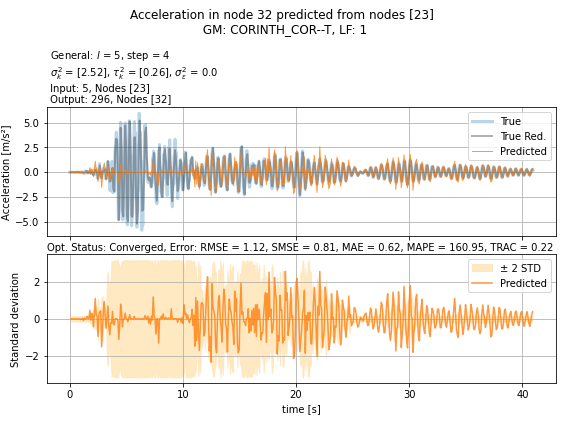 Acceleration in node 32 predicted from nodes [23]
GM: CORINTH_COR--T, LF: 1
General: l = 5, step = 4
σ²ₖ = [2.52], τ²ₖ = [0.26], σ²ε = 0.0
Input: 5, Nodes [23]
Output: 296, Nodes [32]
Acceleration [m/s²]
5.0
2.5
0.0
−2.5
−5.0
True
True Red.
Predicted
Opt. Status: Converged, Error: RMSE = 1.12, SMSE = 0.81, MAE = 0.62, MAPE = 160.95, TRAC = 0.22
Standard deviation
2
0
−2
± 2 STD
Predicted
0 10 20 30 40
time [s]